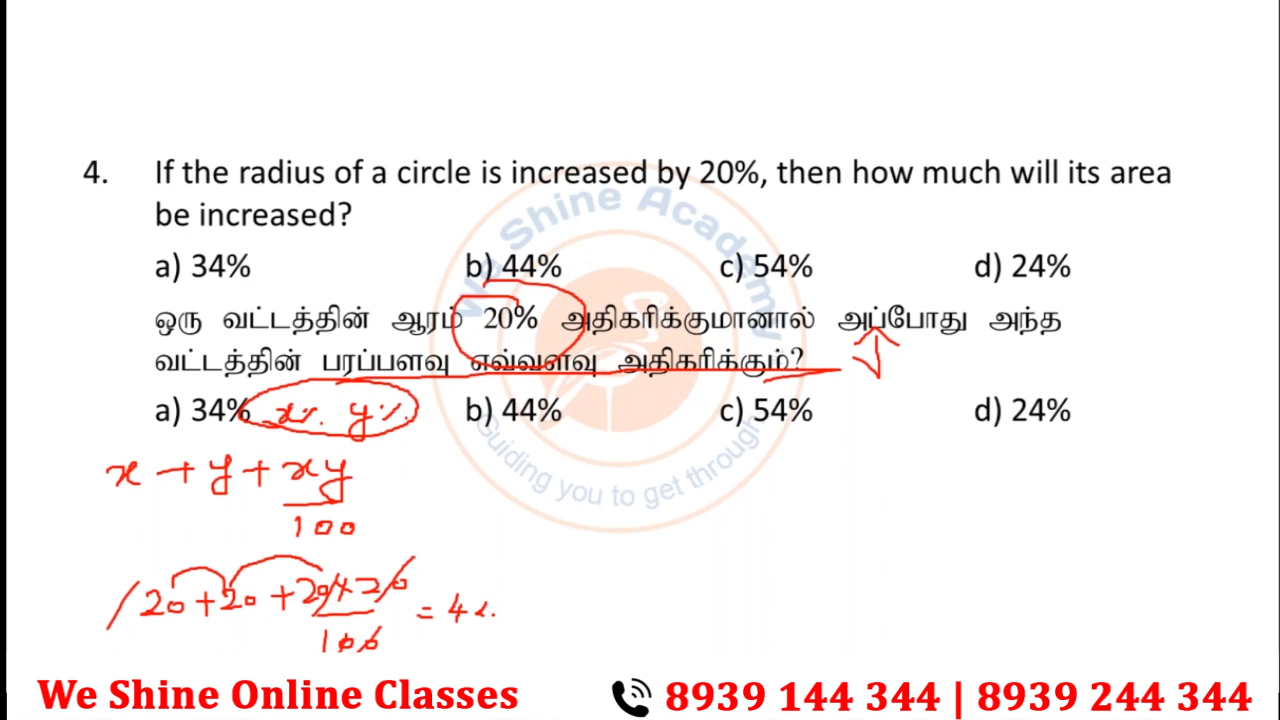 4. If the radius of a circle is increased by 20%, then how much will its area
be increased?
a) 34% b) 44% c) 54% d) 24%
ஒரு வட்டத்தின் ஆரம் 20% அதிகரிக்குமானால் அப்போது அந்த
வட்டத்தின் பரப்பளவு எவ்வளவு அதிகரிக்கும்?
a) 34% x% y% b) 44% c) 54% d) 24%
x + y + xy
100
20 + 20 + 20 x 20
100
We Shine Academy
Guiding you to get through
We Shine Online Classes 8939 144 344 | 8939 244 344